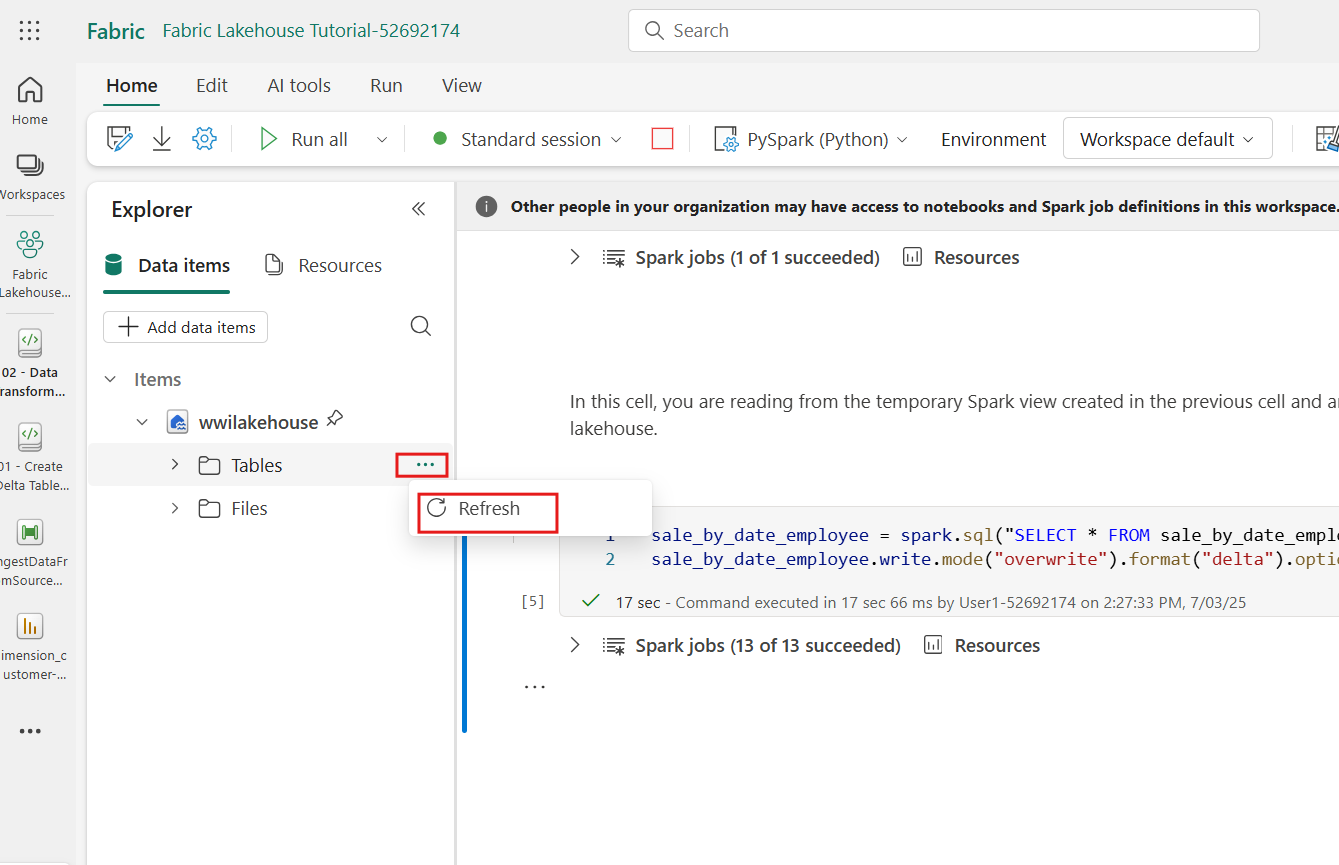 Fabric Fabric Lakehouse Tutorial-52692174
Search
Home Edit AI tools Run View
Run all Standard session PySpark (Python) Environment Workspace default
Home
Workspaces
Fabric
Lakehouse...
02 - Data
ransform...
01 - Create
Delta Table...
ngestDataFr
mSource...
imension_c
ustomer-...
Explorer
Data items Resources
Add data items
Items
wwilakehouse
Tables ...
Files
Refresh
Other people in your organization may have access to notebooks and Spark job definitions in this workspace.
Spark jobs (1 of 1 succeeded) Resources
In this cell, you are reading from the temporary Spark view created in the previous cell and a
lakehouse.
1 sale_by_date_employee = spark.sql("SELECT * FROM sale_by_date_empl
2 sale_by_date_employee.write.mode("overwrite").format("delta").optio
[5] 17 sec - Command executed in 17 sec 66 ms by User1-52692174 on 2:27:33 PM, 7/03/25
Spark jobs (13 of 13 succeeded) Resources
...